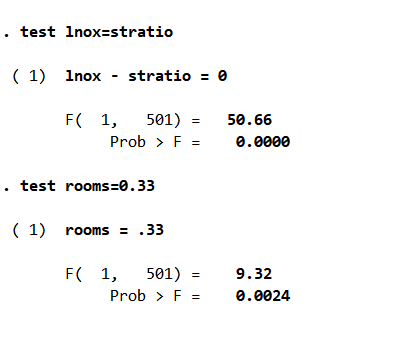 . test lnox=stratio
( 1)  lnox - stratio = 0
F(  1,   501) =   50.66
Prob > F =    0.0000
. test rooms=0.33
( 1)  rooms = .33
F(  1,   501) =    9.32
Prob > F =    0.0024